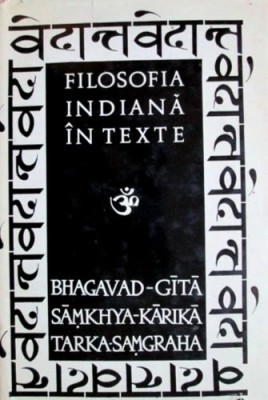 वेदान्तवेदान्त
FILOSOFIA
INDIANĂ
ÎN TEXTE
ॐ
BHAGAVAD-GĪTĀ
SĀṂKHYA-KĀRIKĀ
TARKA-SAṂGRAHA